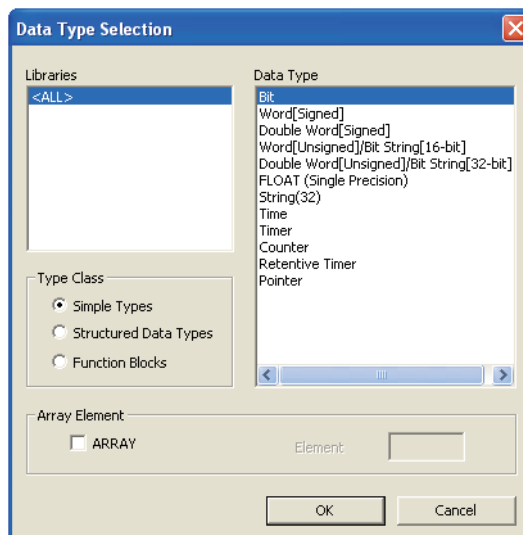 Data Type Selection
Libraries
<ALL>
Data Type
Bit
Word[Signed]
Double Word[Signed]
Word[Unsigned]/Bit String[16-bit]
Double Word[Unsigned]/Bit String[32-bit]
FLOAT (Single Precision)
String(32)
Time
Timer
Counter
Retentive Timer
Pointer
Type Class
Simple Types
Structured Data Types
Function Blocks
Array Element
ARRAY
Element
OK
Cancel